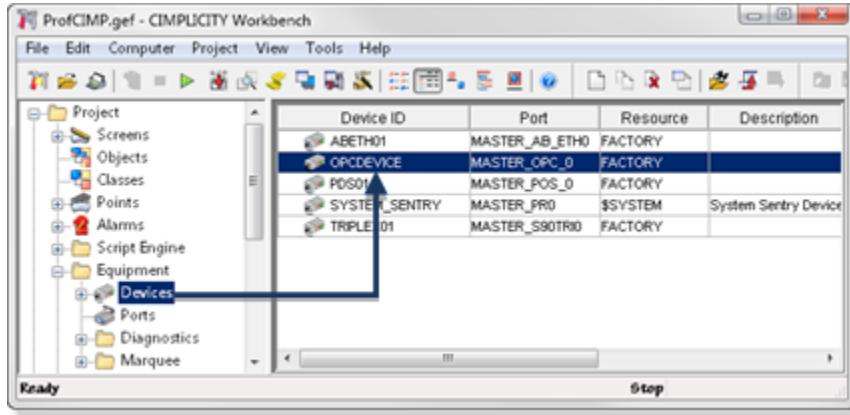 ProfCIMP.gef - CIMPLICITY Workbench
File Edit Computer Project View Tools Help
Project
Screens
Objects
Classes
Points
Alarms
Script Engine
Equipment
Devices
Ports
Diagnostics
Marquee
Device ID Port Resource Description
ABETH01 MASTER_AB_ETH0 FACTORY
OPCDEVICE MASTER_OPC_0 FACTORY
PDS01 MASTER_POS_0 FACTORY
SYSTEM_SENTRY MASTER_PR0 $SYSTEM System Sentry Device
MASTER_S90TRI0 FACTORY
Ready Stop